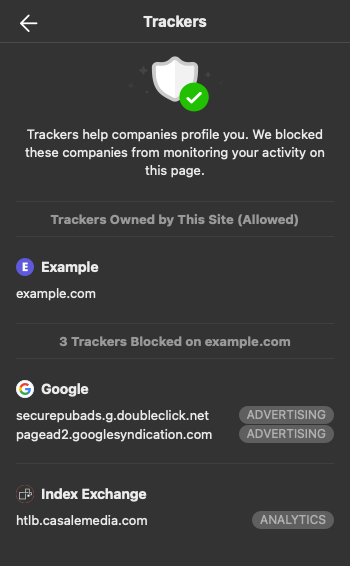 Trackers
Trackers help companies profile you. We blocked
these companies from monitoring your activity on
this page.
Trackers Owned by This Site (Allowed)
E Example
example.com
3 Trackers Blocked on example.com
G Google
securepubads.g.doubleclick.net ADVERTISING
pagead2.googlesyndication.com ADVERTISING
Index Exchange
htlb.casalemedia.com ANALYTICS